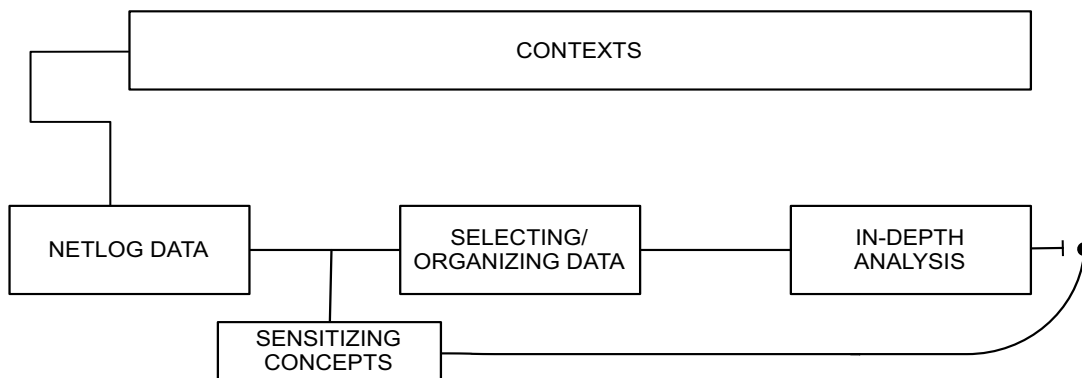 CONTEXTS
NETLOG DATA
SELECTING/
ORGANIZING DATA
IN-DEPTH
ANALYSIS
SENSITIZING
CONCEPTS